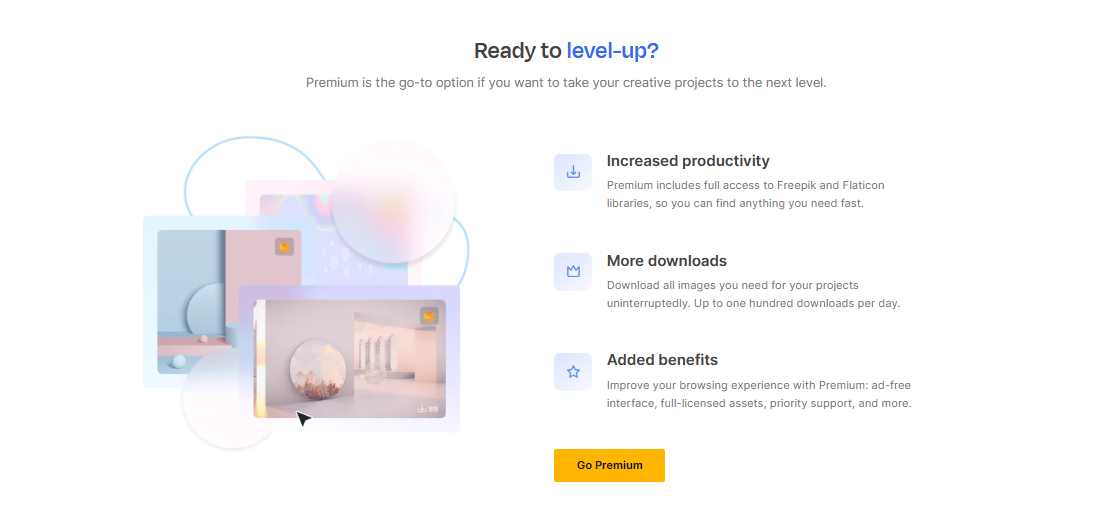 Ready to level-up?
Premium is the go-to option if you want to take your creative projects to the next level.
Increased productivity
Premium includes full access to Freepik and Flaticon
libraries, so you can find anything you need fast.
More downloads
Download all images you need for your projects
uninterruptedly. Up to one hundred downloads per day.
Added benefits
Improve your browsing experience with Premium: ad-free
interface, full-licensed assets, priority support, and more.
89
Go Premium